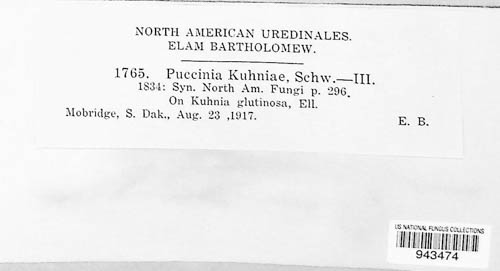 NORTH AMERICAN UREDINALES.
ELAM BARTHOLOMEW.
1765. Puccinia Kuhniae, Schw.—III.
1834: Syn. North Am. Fungi p. 296.
On Kuhnia glutinosa, Ell.
Mobridge, S. Dak., Aug. 23 ,1917.
E. B.
US NATIONAL FUNGUS COLLECTIONS
943474